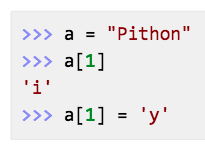 >>> a = "Pithon"
>>> a[1]
'i'
>>> a[1] = 'y'